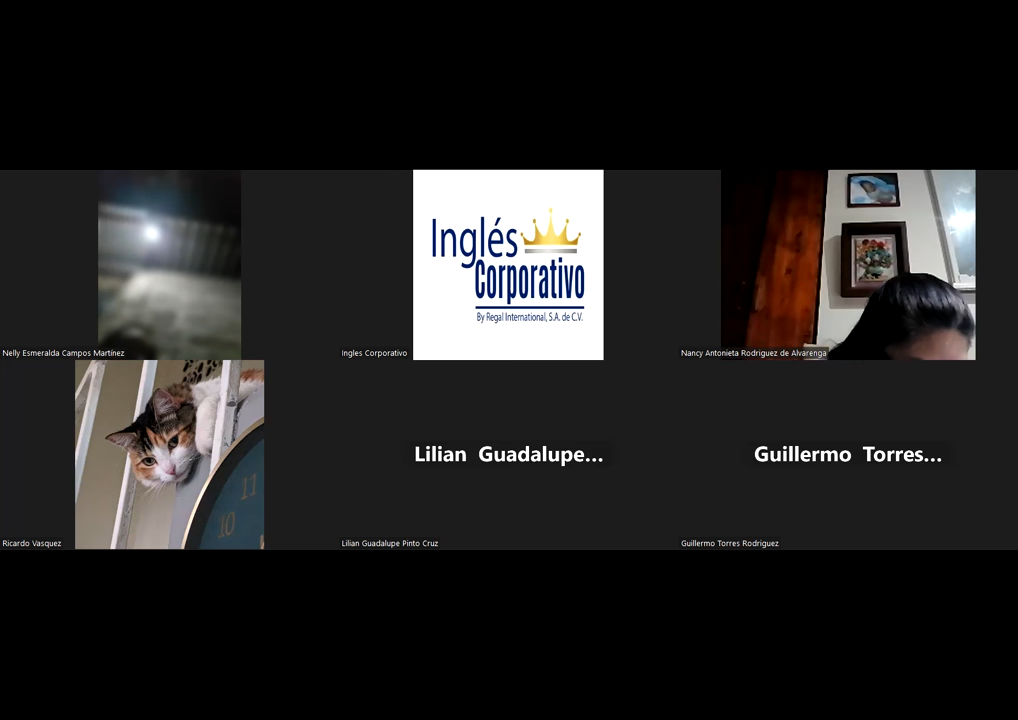 Inglés
Corporativo
By Regal International, S.A. de C.V.
Nelly Esmeralda Campos Martínez
Ingles Corporativo
Nancy Antonieta Rodriguez de Alvarenga
11
10
Lilian Guadalupe...
Guillermo Torres...
Ricardo Vasquez
Lilian Guadalupe Pinto Cruz
Guillermo Torres Rodriguez